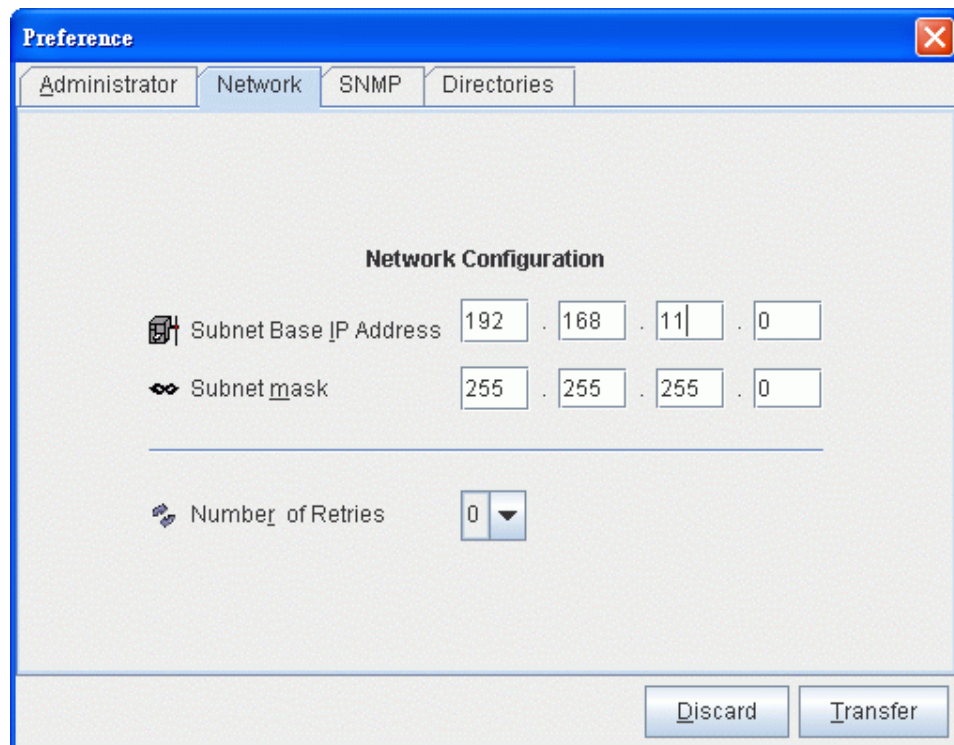 Preference
Administrator Network SNMP Directories
Network Configuration
Subnet Base IP Address 192 . 168 . 11 . 0
Subnet mask 255 . 255 . 255 . 0
Number of Retries 0
Discard Transfer